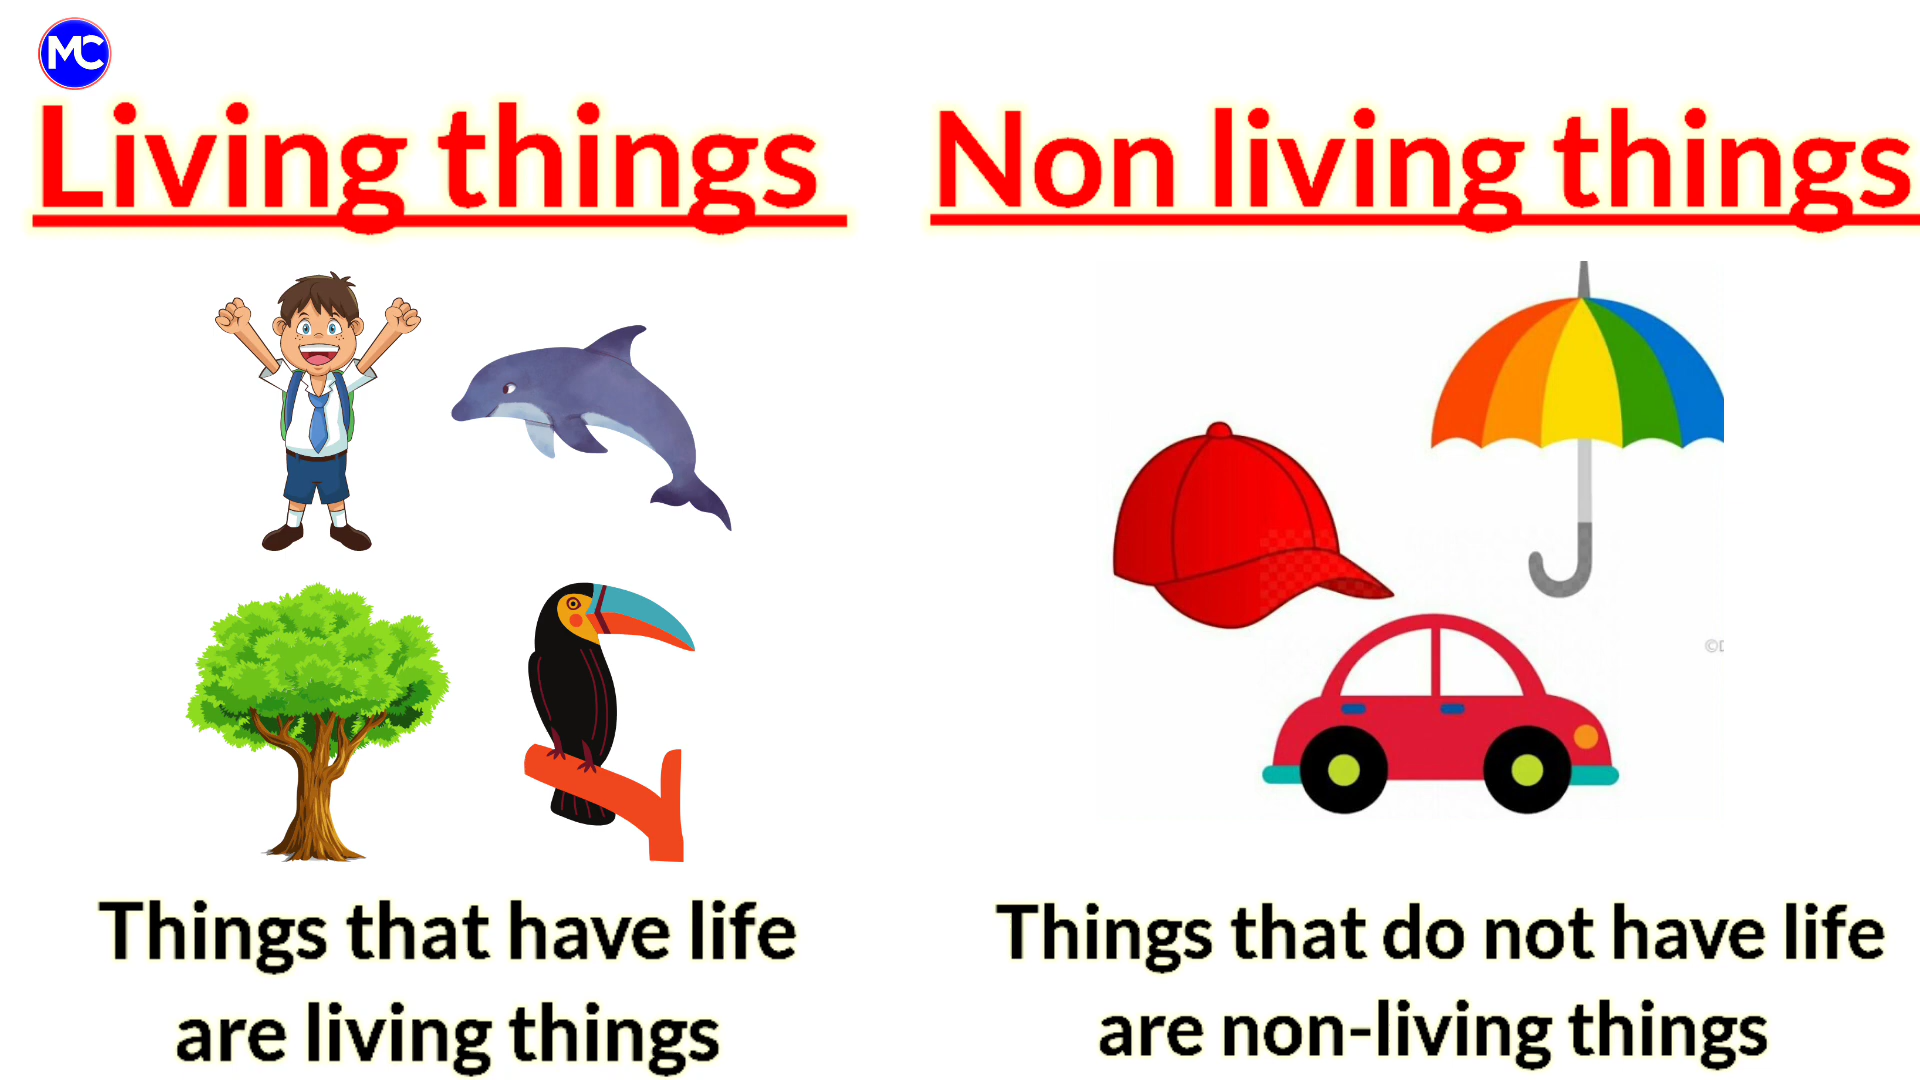 MC
Living things
Non living things
Things that have life
are living things
Things that do not have life
are non-living things